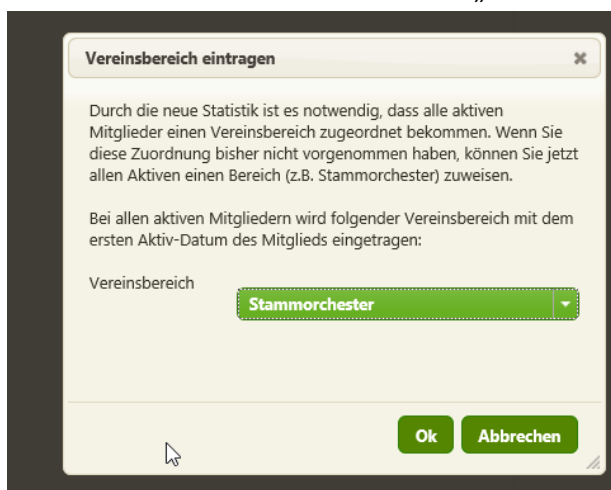 Vereinsbereich eintragen
Durch die neue Statistik ist es notwendig, dass alle aktiven
Mitglieder einen Vereinsbereich zugeordnet bekommen. Wenn Sie
diese Zuordnung bisher nicht vorgenommen haben, können Sie jetzt
allen Aktiven einen Bereich (z.B. Stammorchester) zuweisen.
Bei allen aktiven Mitgliedern wird folgender Vereinsbereich mit dem
ersten Aktiv-Datum des Mitglieds eingetragen:
Vereinsbereich
Stammorchester
Ok Abbrechen